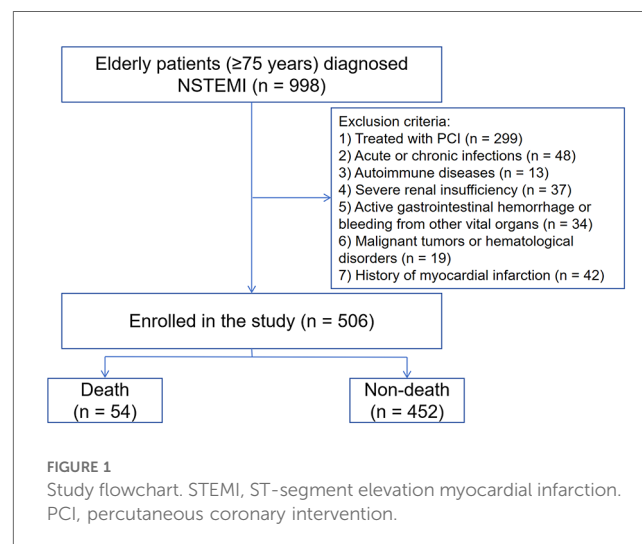 Elderly patients (≥75 years) diagnosed
NSTEMI (n = 998)
Exclusion criteria:
1) Treated with PCI (n = 299)
2) Acute or chronic infections (n = 48)
3) Autoimmune diseases (n = 13)
4) Severe renal insufficiency (n = 37)
5) Active gastrointestinal hemorrhage or
bleeding from other vital organs (n = 34)
6) Malignant tumors or hematological
disorders (n = 19)
7) History of myocardial infarction (n = 42)
Enrolled in the study (n = 506)
Death
(n = 54)
Non-death
(n = 452)
FIGURE 1
Study flowchart. STEMI, ST-segment elevation myocardial infarction.
PCI, percutaneous coronary intervention.